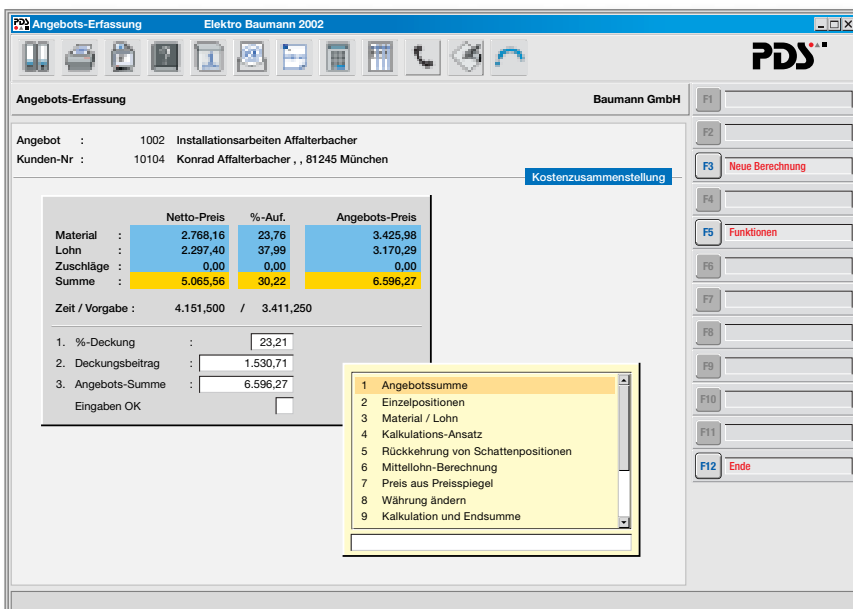 PDS Angebots-Erfassung Elektro Baumann 2002
PDS
Angebots-Erfassung Baumann GmbH
Angebot : 1002 Installationsarbeiten Affalterbacher
Kunden-Nr : 10104 Konrad Affalterbacher , , 81245 München
Kostenzusammenstellung
Netto-Preis %-Auf. Angebots-Preis
Material : 2.768,16 23,76 3.425,98
Lohn : 2.297,40 37,99 3.170,29
Zuschläge : 0,00 0,00 0,00
Summe : 5.065,56 30,22 6.596,27
Zeit / Vorgabe : 4.151,500 / 3.411,250
1. %-Deckung : 23,21
2. Deckungsbeitrag : 1.530,71
3. Angebots-Summe : 6.596,27
Eingaben OK
1 Angebotssumme
2 Einzelpositionen
3 Material / Lohn
4 Kalkulations-Ansatz
5 Rückkehrung von Schattenpositionen
6 Mittellohn-Berechnung
7 Preis aus Preisspiegel
8 Währung ändern
9 Kalkulation und Endsumme
F1
F2
F3 Neue Berechnung
F4
F5 Funktionen
F6
F7
F8
F9
F10
F11
F12 Ende